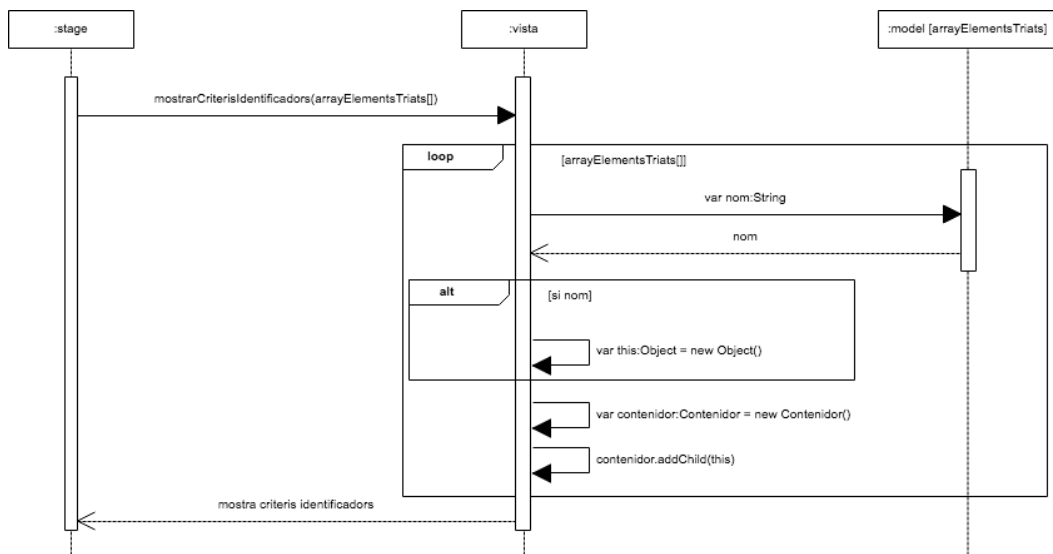 :stage
:vista
:model [arrayElementsTriats]
mostrarCriterisIdentificadors(arrayElementsTriats[])
loop
[arrayElementsTriats[]]
var nom:String
nom
alt
[si nom]
var this:Object = new Object()
var contenidor:Contenidor = new Contenidor()
contenidor.addChild(this)
mostra criteris identificadors